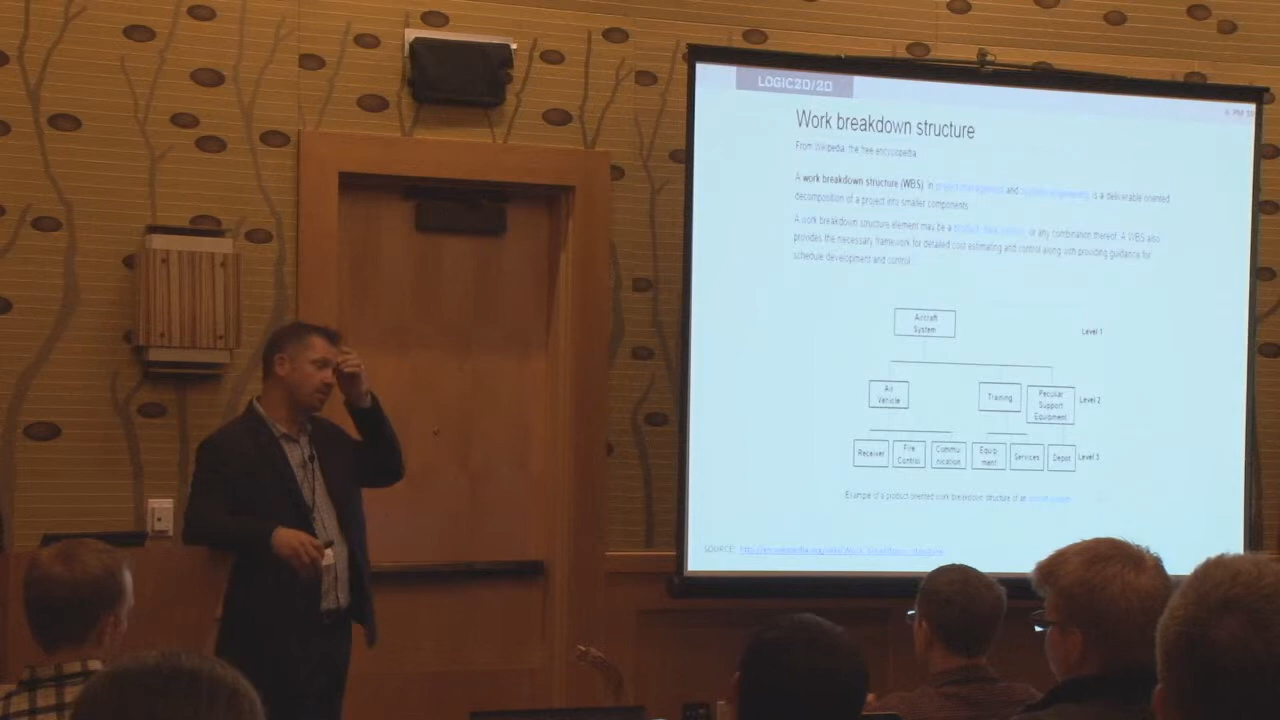 LOGIC20/20
Work breakdown structure
From Wikipedia, the free encyclopedia
A work breakdown structure (WBS), in project management and systems engineering, is a deliverable oriented
decomposition of a project into smaller components.
A work breakdown structure element may be a product, data, service, or any combination thereof. A WBS also
provides the necessary framework for detailed cost estimating and control along with providing guidance for
schedule development and control.
Aircraft
System
Level 1
Air
Vehicle
Training
Peculiar
Support
Equipment
Level 2
Receiver
Fire
Control
Commu-
nication
Equip-
ment
Services
Depot
Level 3
Example of a product oriented work breakdown structure of an aircraft system
SOURCE: